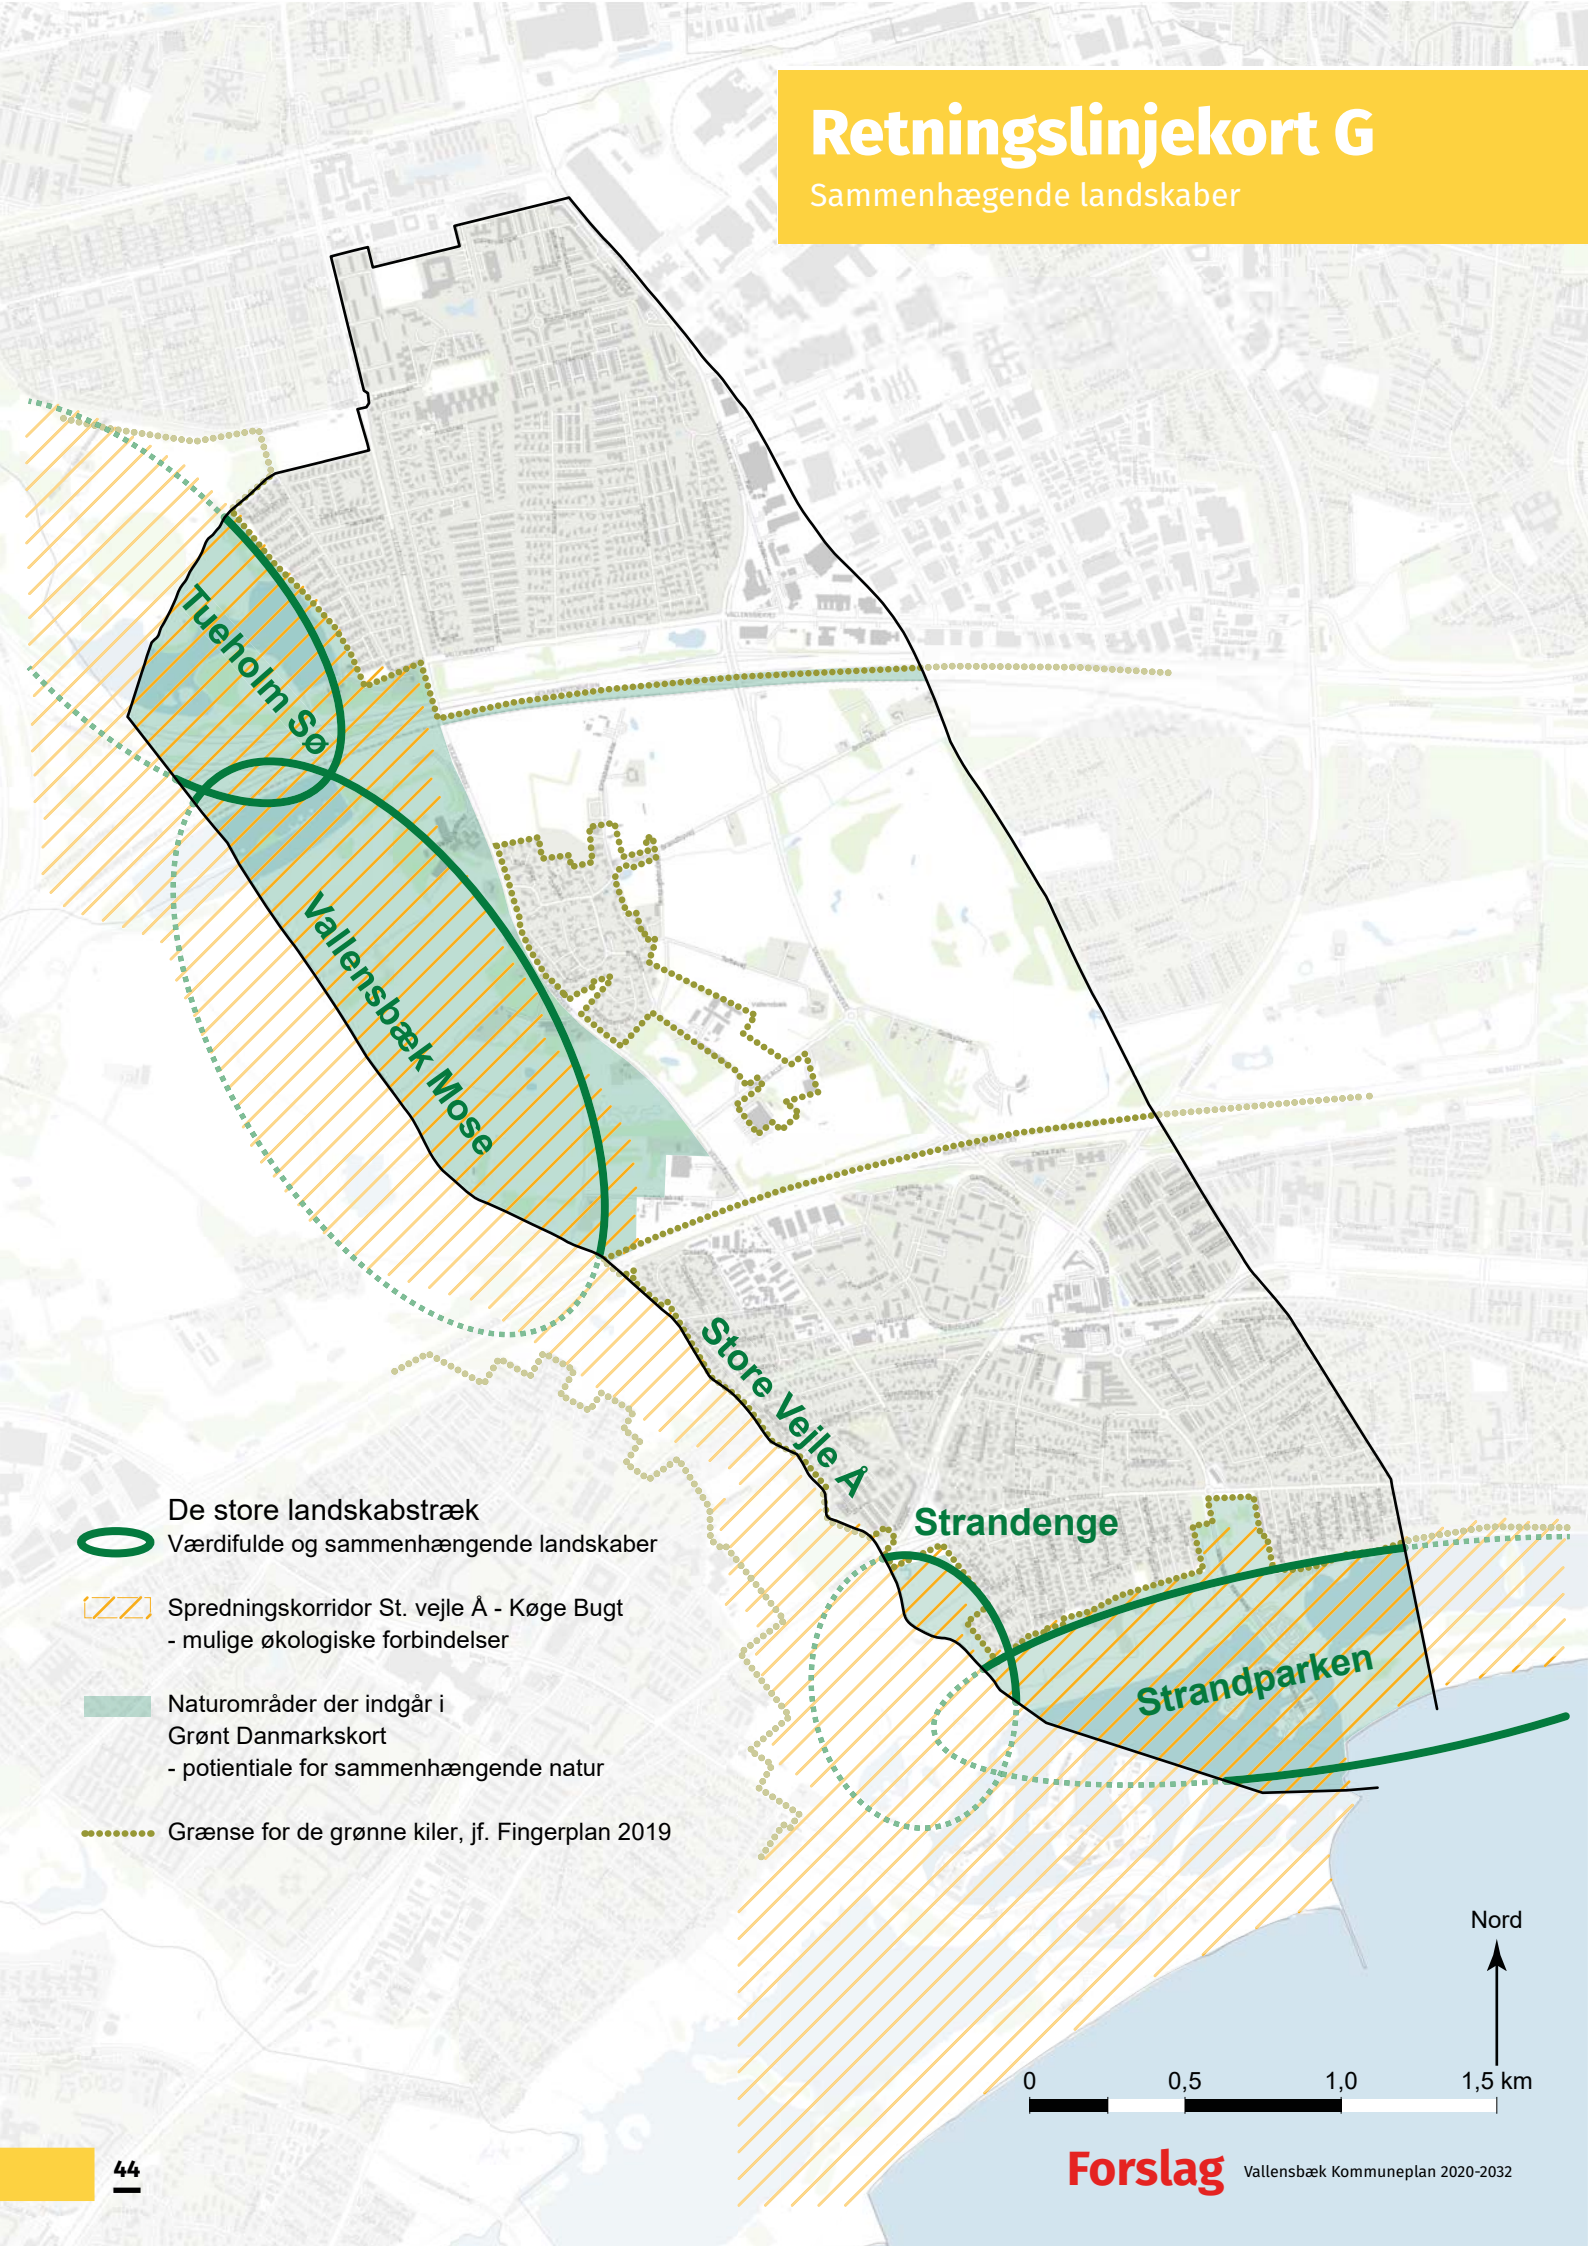 Retningslinjekort G
Sammenhægende landskaber
Tueholm Sø
Vallensbæk Mose
Store Vejle Å
Strandenge
Strandparken
De store landskabstræk
Værdifulde og sammenhængende landskaber
Spredningskorridor St. vejle Å - Køge Bugt
- mulige økologiske forbindelser
Naturområder der indgår i
Grønt Danmarkskort
- potientiale for sammenhængende natur
Grænse for de grønne kiler, jf. Fingerplan 2019
Nord
0 0,5 1,0 1,5 km
Forslag Vallensbæk Kommuneplan 2020-2032
44